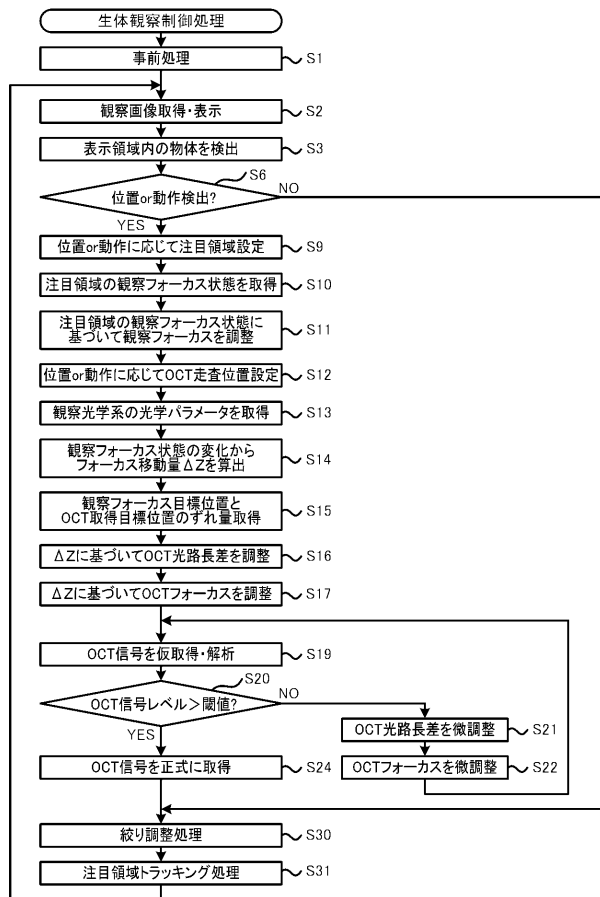 生体観察制御処理
事前処理 S1
観察画像取得・表示 S2
表示領域内の物体を検出 S3
S6
位置or動作検出? NO
YES
位置or動作に応じて注目領域設定 S9
注目領域の観察フォーカス状態を取得 S10
注目領域の観察フォーカス状態に
基づいて観察フォーカスを調整 S11
位置or動作に応じてOCT走査位置設定 S12
観察光学系の光学パラメータを取得 S13
観察フォーカス状態の変化から
フォーカス移動量ΔZを算出 S14
観察フォーカス目標位置と
OCT取得目標位置のずれ量取得 S15
ΔZに基づいてOCT光路長差を調整 S16
ΔZに基づいてOCTフォーカスを調整 S17
OCT信号を仮取得・解析 S19
S20
OCT信号レベル＞閾値? NO
YES
OCT光路長差を微調整 S21
OCTフォーカスを微調整 S22
OCT信号を正式に取得 S24
絞り調整処理 S30
注目領域トラッキング処理 S31